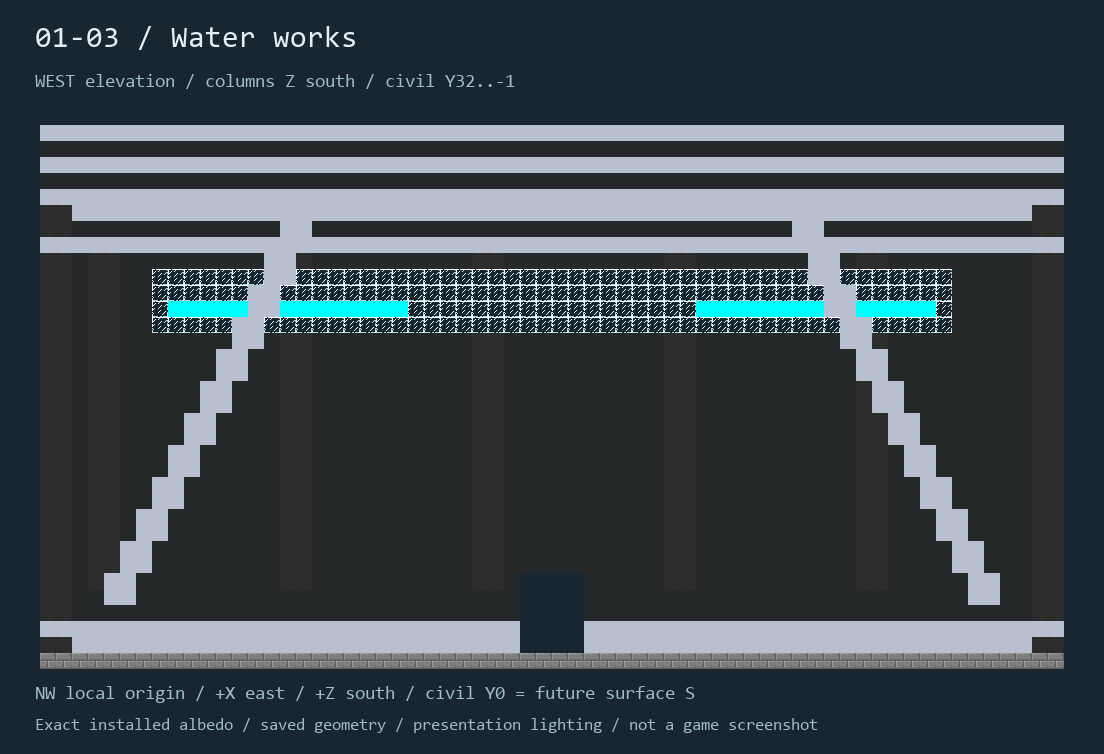 01-03 / Water works
WEST elevation / columns Z south / civil Y32..-1
NW local origin / +X east / +Z south / civil Y0 = future surface S
Exact installed albedo / saved geometry / presentation lighting / not a game screenshot